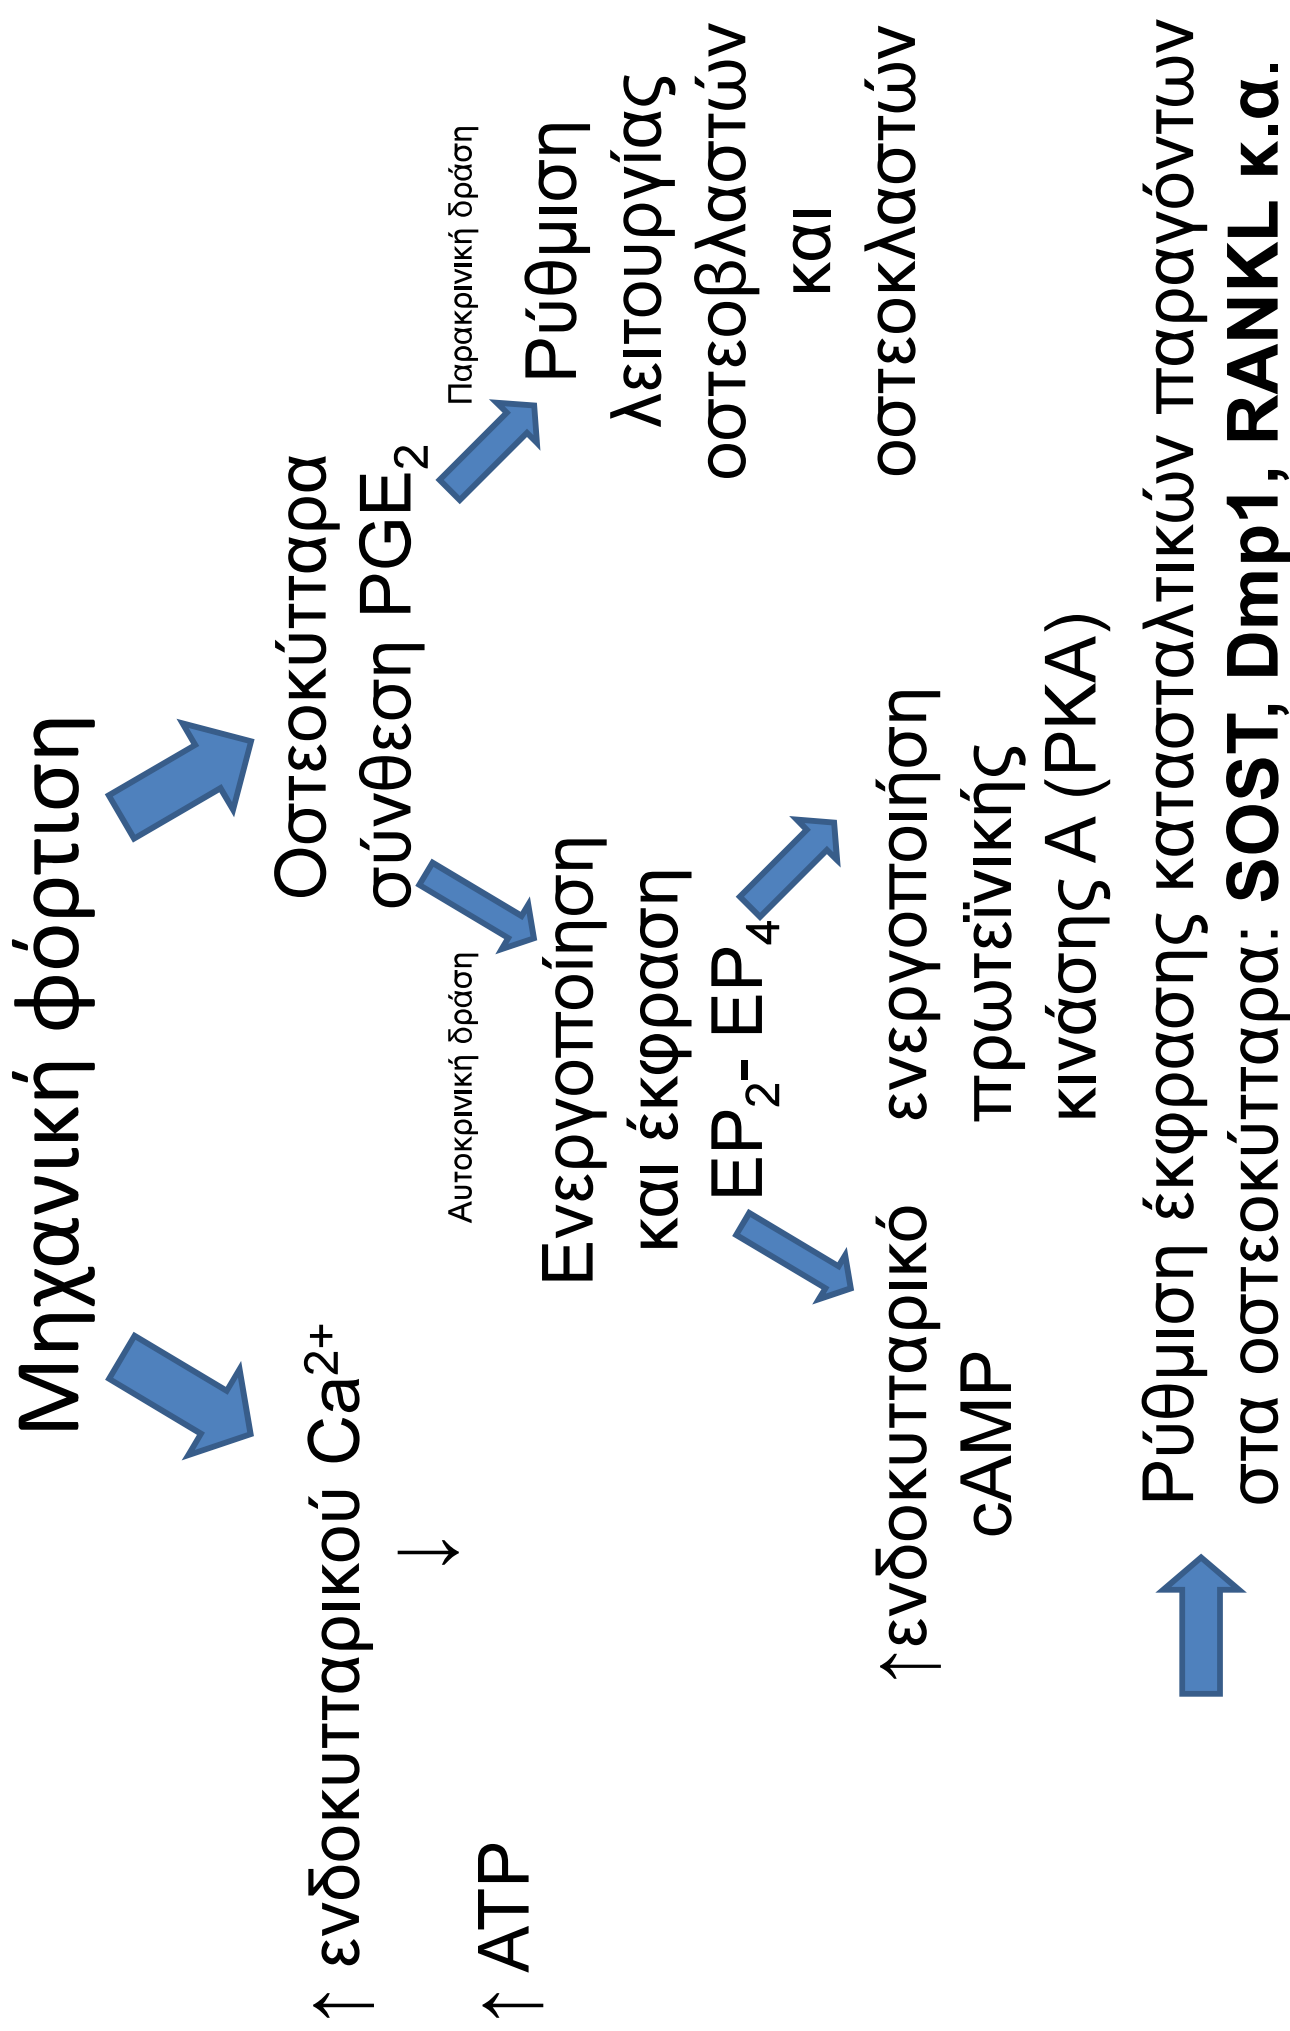 Μηχανική φόρτιση
↑ ενδοκυτταρικού Ca²⁺
↓
↑ ATP
Οστεοκύτταρα
σύνθεση PGE₂
Αυτοκρινική δράση
Παρακρινική δράση
Ενεργοποίηση
και έκφραση
EP₂- EP₄
Ρύθμιση
λειτουργίας
οστεοβλαστών
και
οστεοκλαστών
↑ενδοκυτταρικό
cAMP
ενεργοποιήση
πρωτεϊνικής
κινάσης Α (PKA)
Ρύθμιση έκφρασης κατασταλτικών παραγόντων
στα οστεοκύτταρα: SOST, Dmp1, RANKL κ.α.